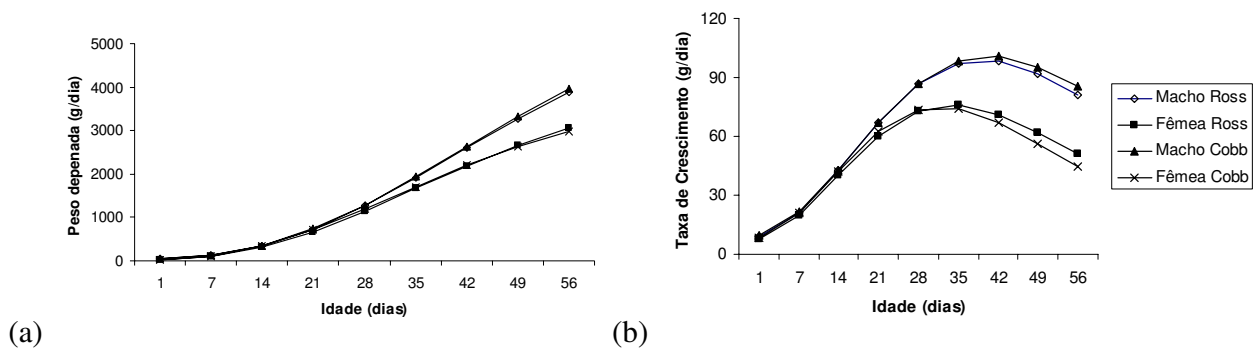 5000
4000
3000
2000
1000
0
Peso depenada (g/dia)
1 7 14 21 28 35 42 49 56
Idade (dias)
(a)
120
90
60
30
0
Taxa de Crescimento (g/dia)
1 7 14 21 28 35 42 49 56
Idade (dias)
Macho Ross
Fêmea Ross
Macho Cobb
Fêmea Cobb
(b)